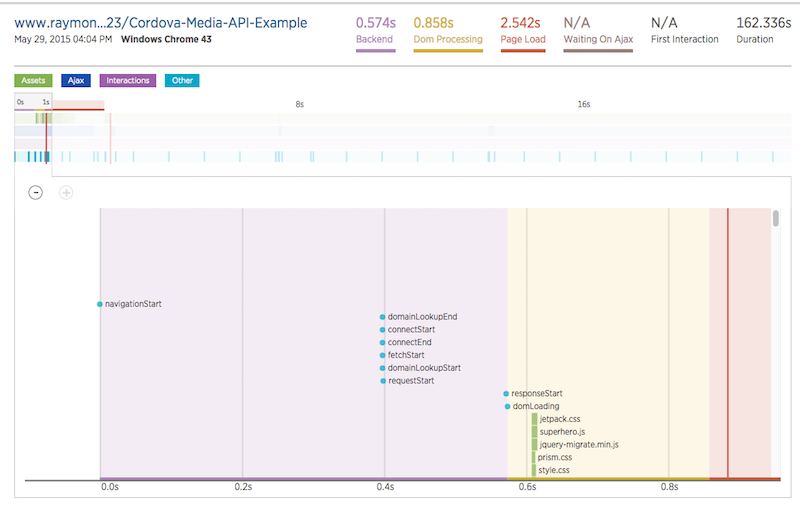 www.raymon...23/Cordova-Media-API-Example
May 29, 2015 04:04 PM Windows Chrome 43
0.574s
Backend
0.858s
Dom Processing
2.542s
Page Load
N/A
Waiting On Ajax
N/A
First Interaction
162.336s
Duration
Assets Ajax Interactions Other
0s 1s 8s 16s
navigationStart
domainLookupEnd
connectStart
connectEnd
fetchStart
domainLookupStart
requestStart
responseStart
domLoading
jetpack.css
superhero.js
jquery-migrate.min.js
prism.css
style.css
0.0s 0.2s 0.4s 0.6s 0.8s